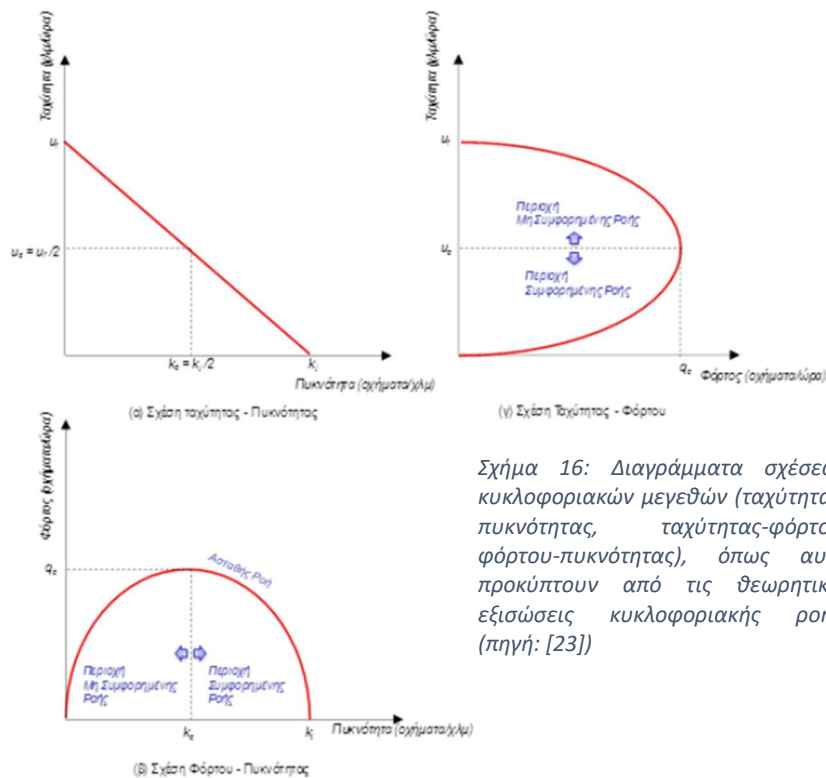 Ταχύτητα (χλμ/ώρα)
u_f
u_c = u_f /2
k_c = k_j /2
k_j
Πυκνότητα (οχήματα/χλμ)
(α) Σχέση ταχύτητας - Πυκνότητας
Ταχύτητα (χλμ/ώρα)
u_f
Περιοχή
Μη Συμφορημένης Ροής
u_c
Περιοχή
Συμφορημένης Ροής
q_c
Φόρτος (οχήματα/ώρα)
(γ) Σχέση Ταχύτητας - Φόρτου
Φόρτος (οχήματα/ώρα)
q_c
Ασταθής Ροή
Περιοχή
Μη Συμφορημένης
Ροής
Περιοχή
Συμφορημένης
Ροής
k_c
k_j
Πυκνότητα (οχήματα/χλμ)
(β) Σχέση Φόρτου - Πυκνότητας
Σχήμα 16: Διαγράμματα σχέσεω
κυκλοφοριακών μεγεθών (ταχύτητα
πυκνότητας, ταχύτητας-φόρτο
φόρτου-πυκνότητας), όπως αυ
προκύπτουν από τις θεωρητικ
εξισώσεις κυκλοφοριακής ροή
(πηγή: [23])